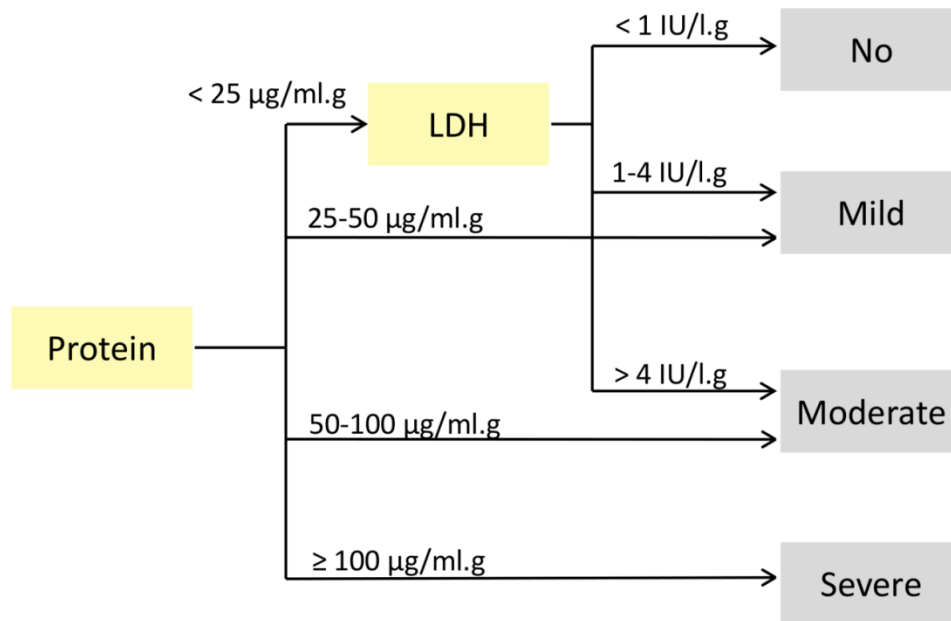 < 1 IU/l.g
No
< 25 µg/ml.g
LDH
1-4 IU/l.g
Mild
25-50 µg/ml.g
Protein
> 4 IU/l.g
Moderate
50-100 µg/ml.g
≥ 100 µg/ml.g
Severe